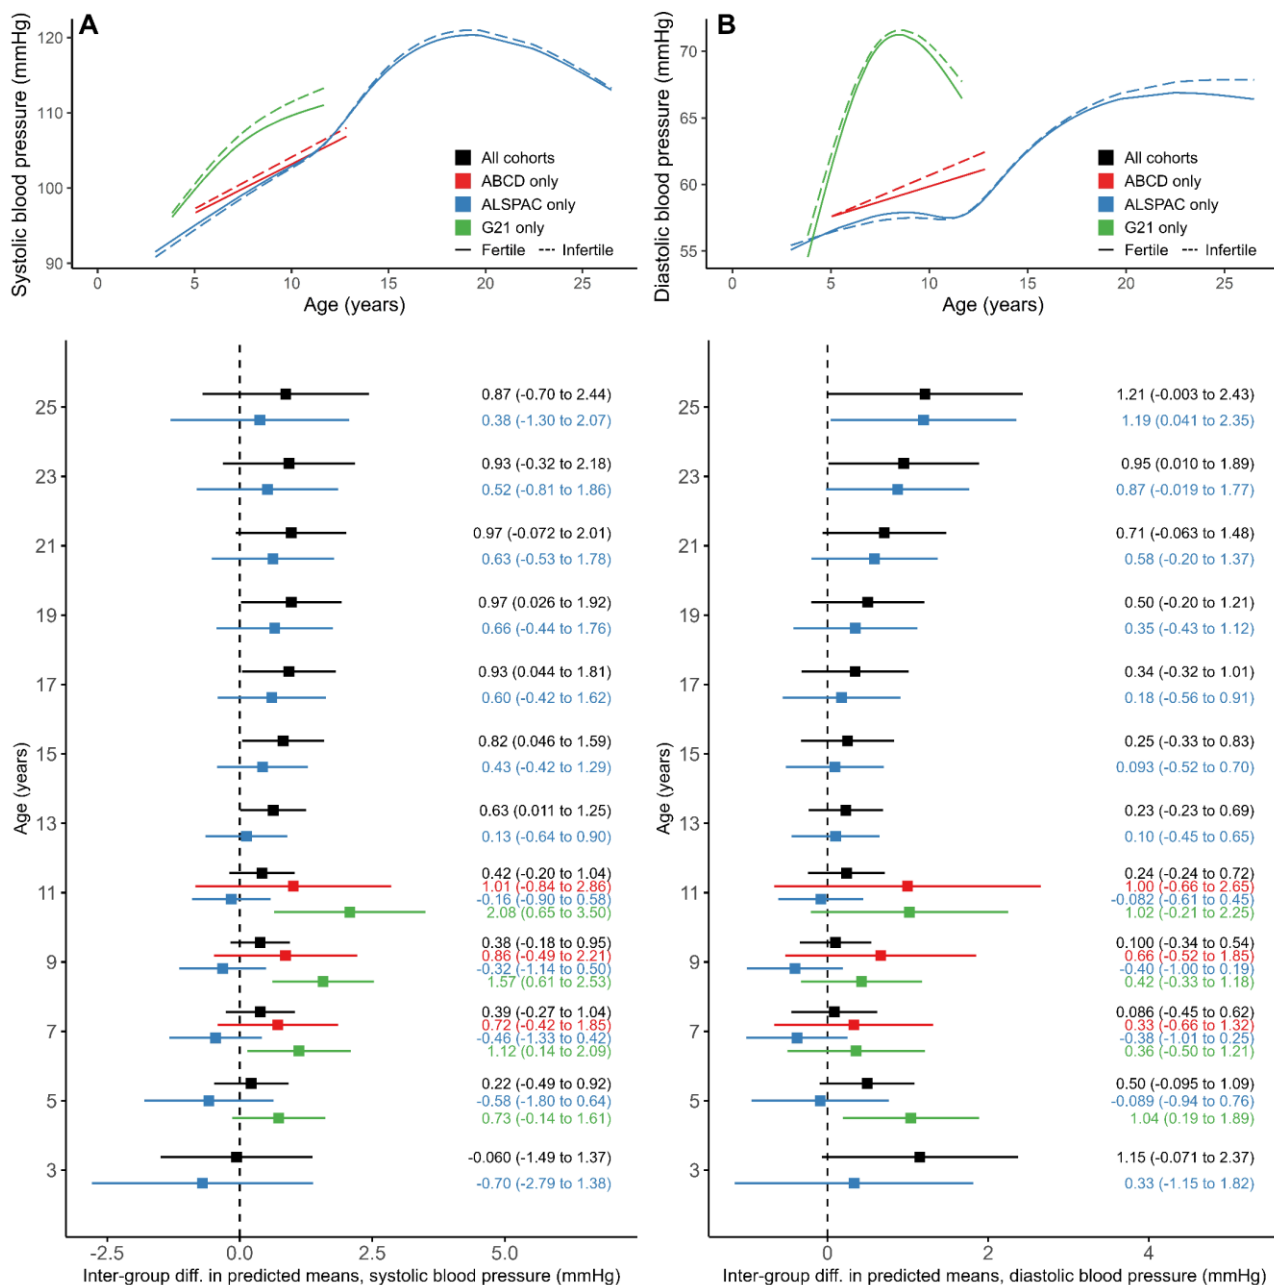 A
Systolic blood pressure (mmHg)
120
110
100
90
All cohorts
ABCD only
ALSPAC only
G21 only
Fertile Infertile
0 5 10 15 20 25
Age (years)
B
Diastolic blood pressure (mmHg)
70
65
60
55
All cohorts
ABCD only
ALSPAC only
G21 only
Fertile Infertile
0 5 10 15 20 25
Age (years)
Age (years)
25
23
21
19
17
15
13
11
9
7
5
3
0.87 (-0.70 to 2.44)
0.38 (-1.30 to 2.07)
0.93 (-0.32 to 2.18)
0.52 (-0.81 to 1.86)
0.97 (-0.072 to 2.01)
0.63 (-0.53 to 1.78)
0.97 (0.026 to 1.92)
0.66 (-0.44 to 1.76)
0.93 (0.044 to 1.81)
0.60 (-0.42 to 1.62)
0.82 (0.046 to 1.59)
0.43 (-0.42 to 1.29)
0.63 (0.011 to 1.25)
0.13 (-0.64 to 0.90)
0.42 (-0.20 to 1.04)
1.01 (-0.84 to 2.86)
-0.16 (-0.90 to 0.58)
2.08 (0.65 to 3.50)
0.38 (-0.18 to 0.95)
0.86 (-0.49 to 2.21)
-0.32 (-1.14 to 0.50)
1.57 (0.61 to 2.53)
0.39 (-0.27 to 1.04)
0.72 (-0.42 to 1.85)
-0.46 (-1.33 to 0.42)
1.12 (0.14 to 2.09)
0.22 (-0.49 to 0.92)
-0.58 (-1.80 to 0.64)
0.73 (-0.14 to 1.61)
-0.060 (-1.49 to 1.37)
-0.70 (-2.79 to 1.38)
-2.5 0.0 2.5 5.0
Inter-group diff. in predicted means, systolic blood pressure (mmHg)
Age (years)
25
23
21
19
17
15
13
11
9
7
5
3
1.21 (-0.003 to 2.43)
1.19 (0.041 to 2.35)
0.95 (0.010 to 1.89)
0.87 (-0.019 to 1.77)
0.71 (-0.063 to 1.48)
0.58 (-0.20 to 1.37)
0.50 (-0.20 to 1.21)
0.35 (-0.43 to 1.12)
0.34 (-0.32 to 1.01)
0.18 (-0.56 to 0.91)
0.25 (-0.33 to 0.83)
0.093 (-0.52 to 0.70)
0.23 (-0.23 to 0.69)
0.10 (-0.45 to 0.65)
0.24 (-0.24 to 0.72)
1.00 (-0.66 to 2.65)
-0.082 (-0.61 to 0.45)
1.02 (-0.21 to 2.25)
0.100 (-0.34 to 0.54)
0.66 (-0.52 to 1.85)
-0.40 (-1.00 to 0.19)
0.42 (-0.33 to 1.18)
0.086 (-0.45 to 0.62)
0.33 (-0.66 to 1.32)
-0.38 (-1.01 to 0.25)
0.36 (-0.50 to 1.21)
0.50 (-0.095 to 1.09)
-0.089 (-0.94 to 0.76)
1.04 (0.19 to 1.89)
1.15 (-0.071 to 2.37)
0.33 (-1.15 to 1.82)
0 2 4
Inter-group diff. in predicted means, diastolic blood pressure (mmHg)